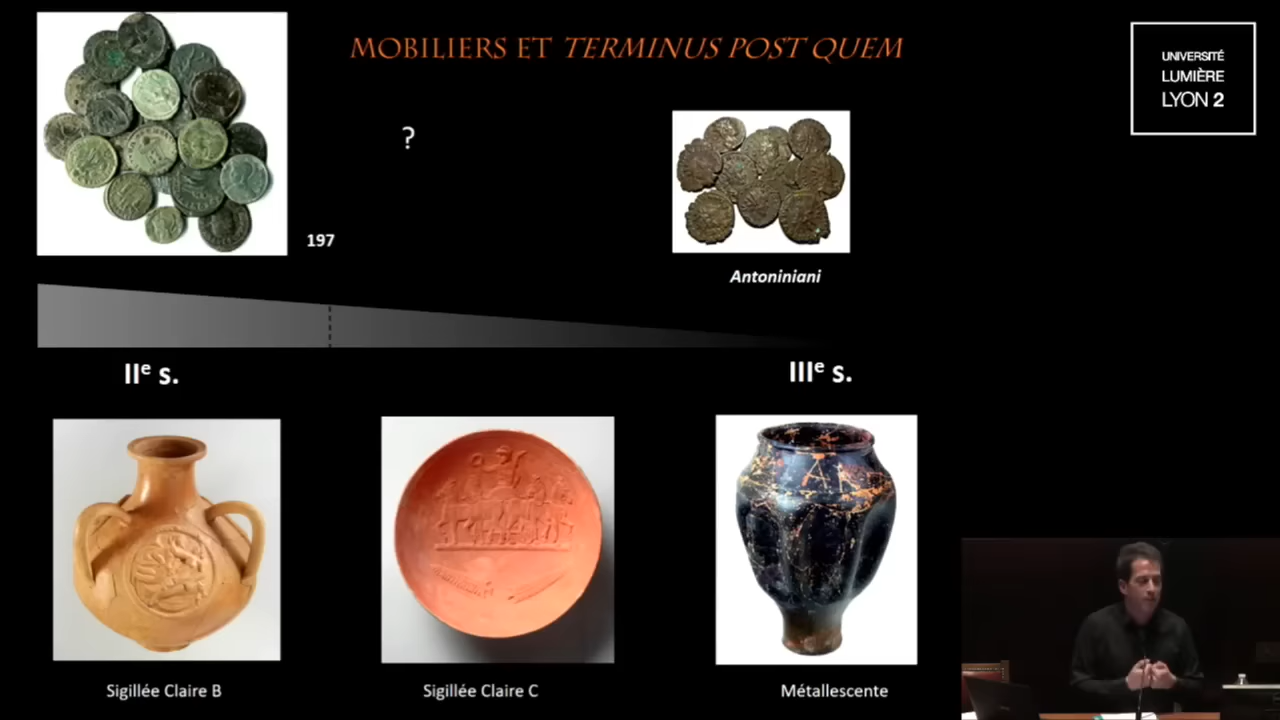 MOBILIERS ET TERMINUS POST QUEM
UNIVERSITÉ
LUMIÈRE
LYON 2
?
197
Antoniniani
IIe s.
IIIe s.
Sigillée Claire B
Sigillée Claire C
Métallescente